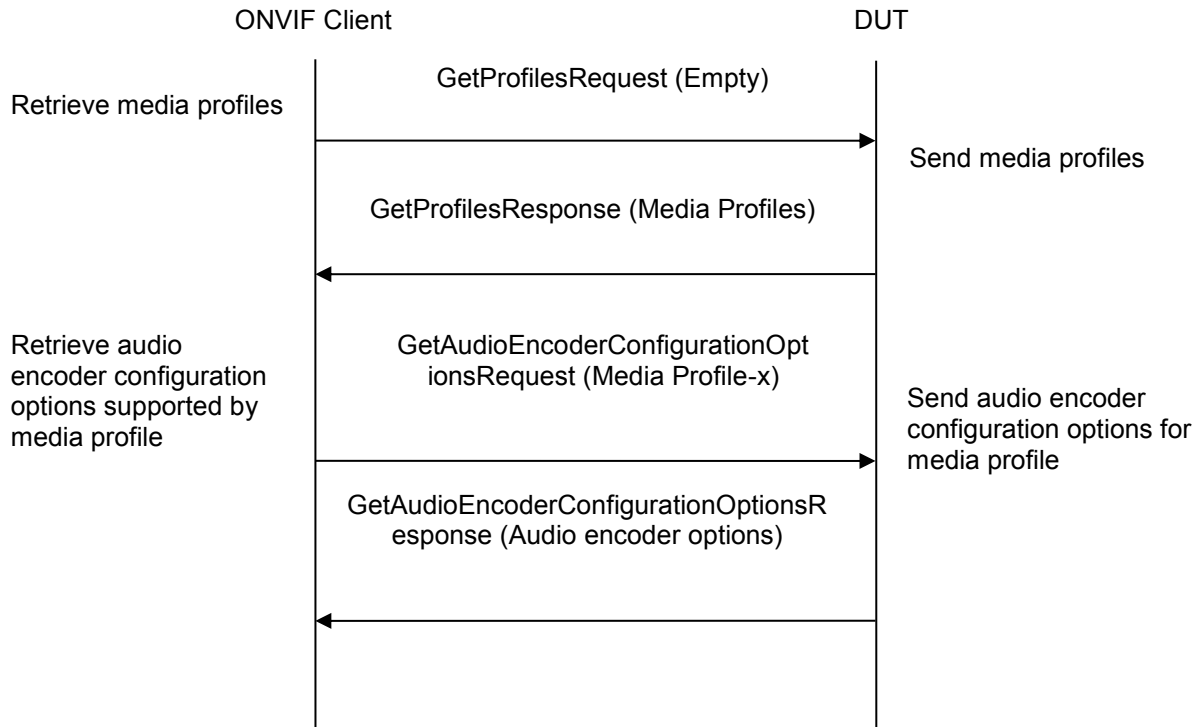 ONVIF Client
DUT
GetProfilesRequest (Empty)
Retrieve media profiles
Send media profiles
GetProfilesResponse (Media Profiles)
Retrieve audio
encoder configuration
options supported by
media profile
GetAudioEncoderConfigurationOpt
ionsRequest (Media Profile-x)
Send audio encoder
configuration options for
media profile
GetAudioEncoderConfigurationOptionsR
esponse (Audio encoder options)